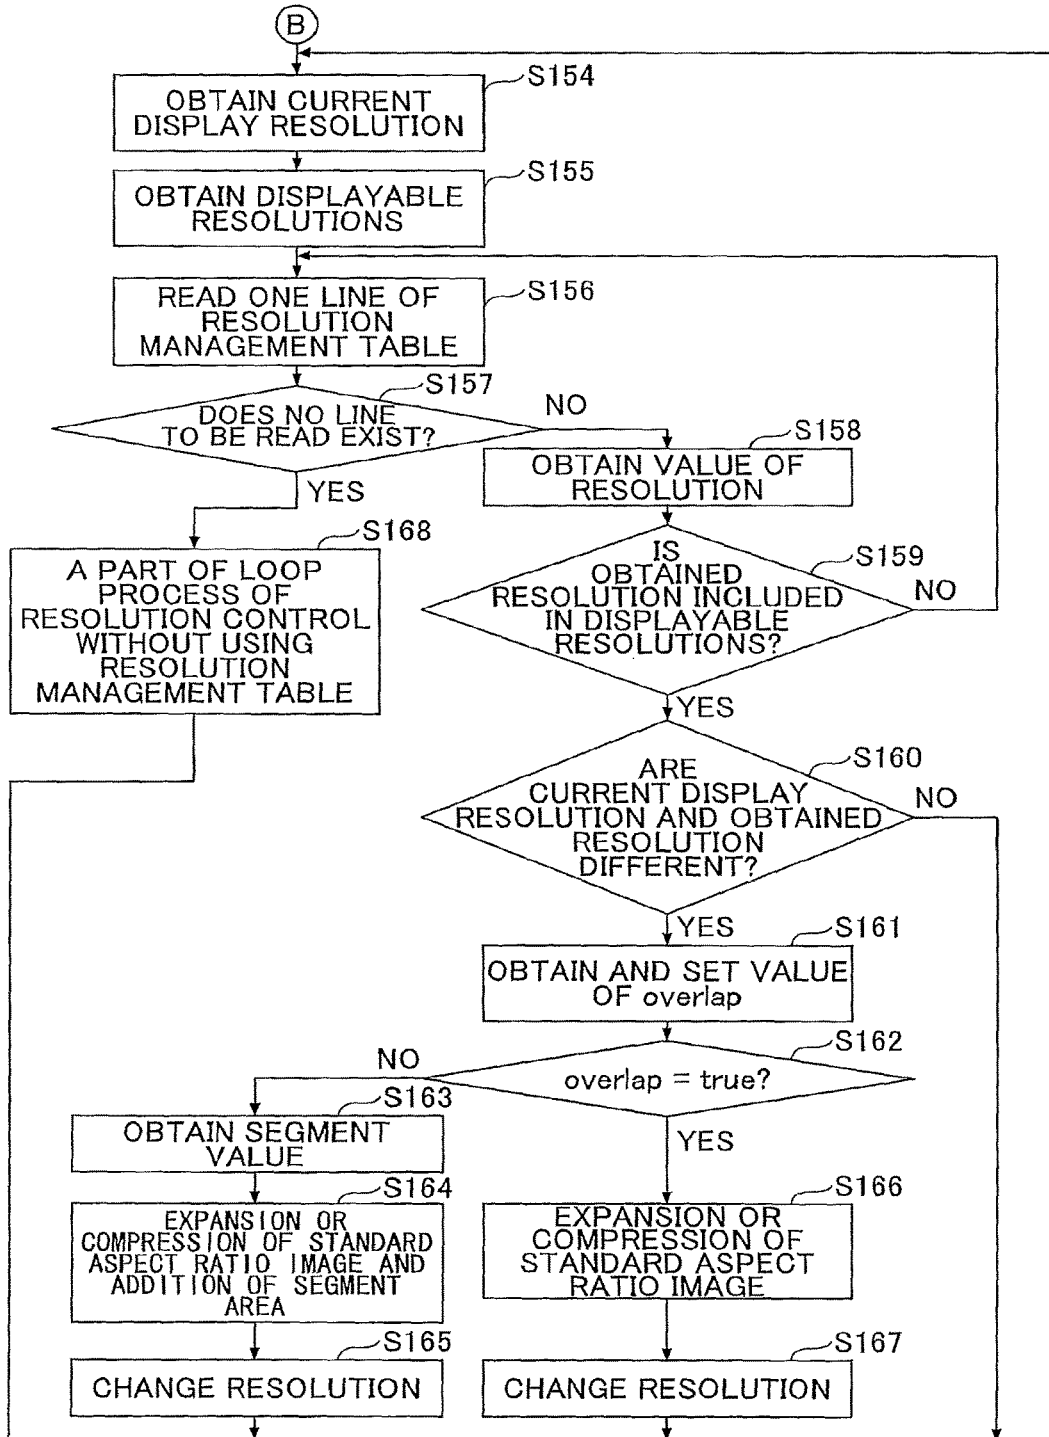 B
S154
OBTAIN CURRENT
DISPLAY RESOLUTION
S155
OBTAIN DISPLAYABLE
RESOLUTIONS
S156
READ ONE LINE OF
RESOLUTION
MANAGEMENT TABLE
S157
DOES NO LINE
TO BE READ EXIST?
NO
YES
S158
OBTAIN VALUE OF
RESOLUTION
S168
A PART OF LOOP
PROCESS OF
RESOLUTION CONTROL
WITHOUT USING
RESOLUTION
MANAGEMENT TABLE
S159
IS
OBTAINED
RESOLUTION INCLUDED
IN DISPLAYABLE
RESOLUTIONS?
NO
YES
S160
ARE
CURRENT DISPLAY
RESOLUTION AND OBTAINED
RESOLUTION
DIFFERENT?
NO
YES
S161
OBTAIN AND SET VALUE
OF overlap
S162
overlap = true?
NO
YES
S163
OBTAIN SEGMENT
VALUE
S164
EXPANSION OR
COMPRESSION OF STANDARD
ASPECT RATIO IMAGE AND
ADDITION OF SEGMENT
AREA
S166
EXPANSION OR
COMPRESSION OF
STANDARD ASPECT
RATIO IMAGE
S165
CHANGE RESOLUTION
S167
CHANGE RESOLUTION